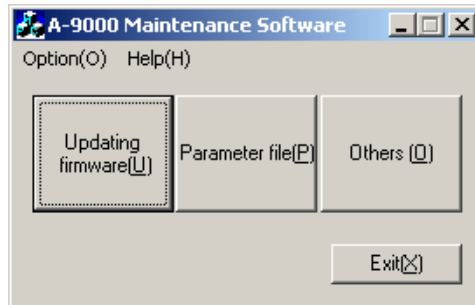 A-9000 Maintenance Software
Option(O) Help(H)
Updating
firmware(U)
Parameter file(P)
Others (O)
Exit(X)